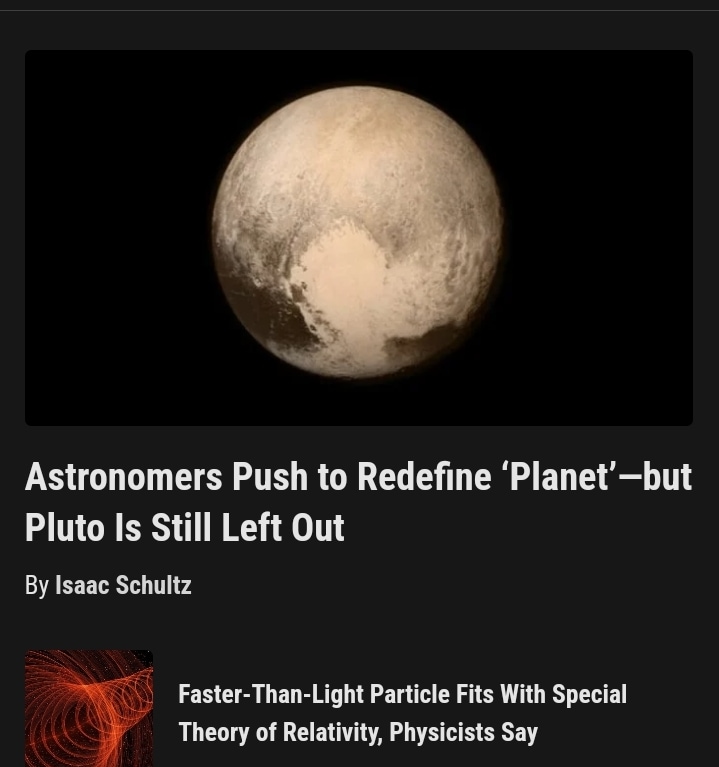 Astronomers Push to Redefine ‘Planet’—but
Pluto Is Still Left Out
By Isaac Schultz
Faster-Than-Light Particle Fits With Special
Theory of Relativity, Physicists Say